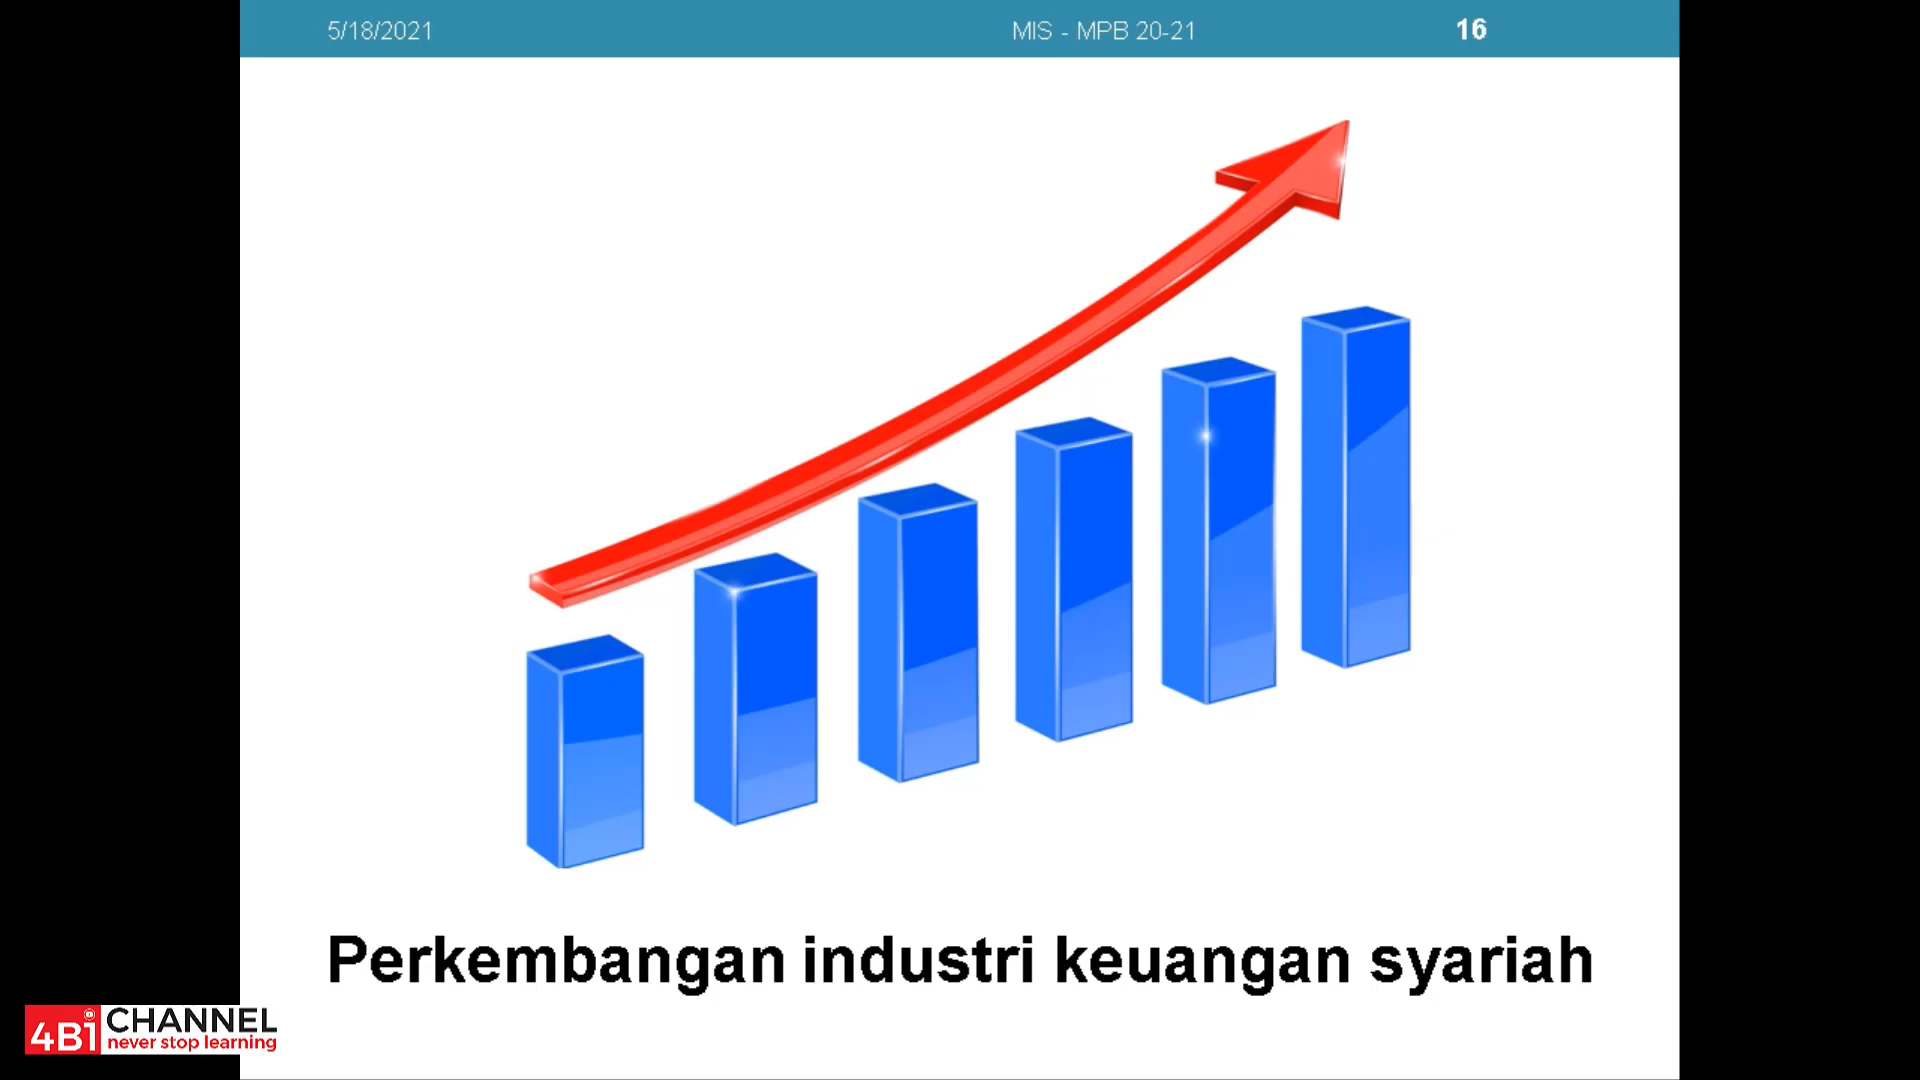 5/18/2021
MIS - MPB 20-21
16
Perkembangan industri keuangan syariah
4Bi CHANNEL
never stop learning